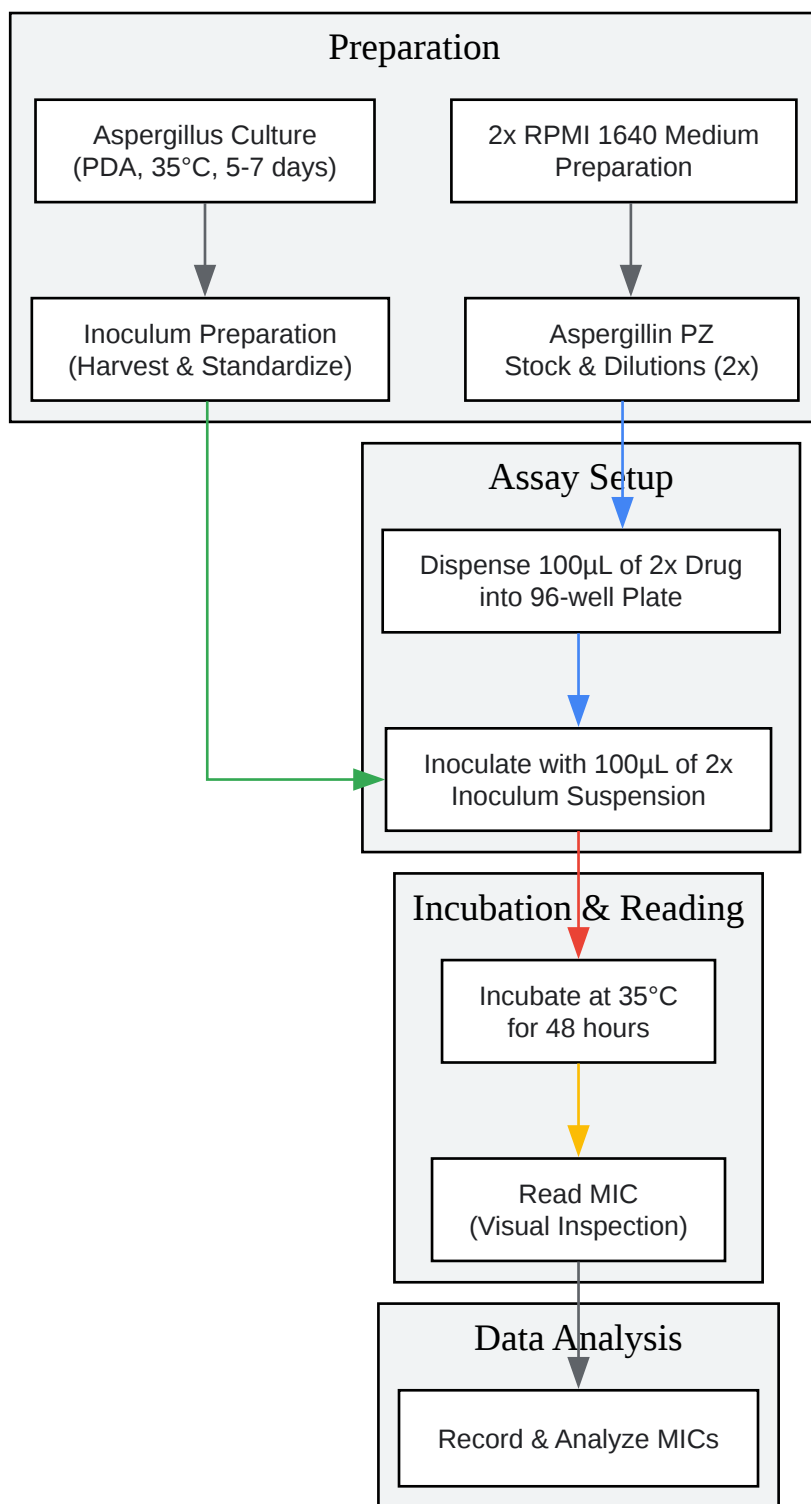 Preparation
Aspergillus Culture
(PDA, 35°C, 5-7 days)
2x RPMI 1640 Medium
Preparation
Inoculum Preparation
(Harvest & Standardize)
Aspergillin PZ
Stock & Dilutions (2x)
Assay Setup
Dispense 100µL of 2x Drug
into 96-well Plate
Inoculate with 100µL of 2x
Inoculum Suspension
Incubation & Reading
Incubate at 35°C
for 48 hours
Read MIC
(Visual Inspection)
Data Analysis
Record & Analyze MICs